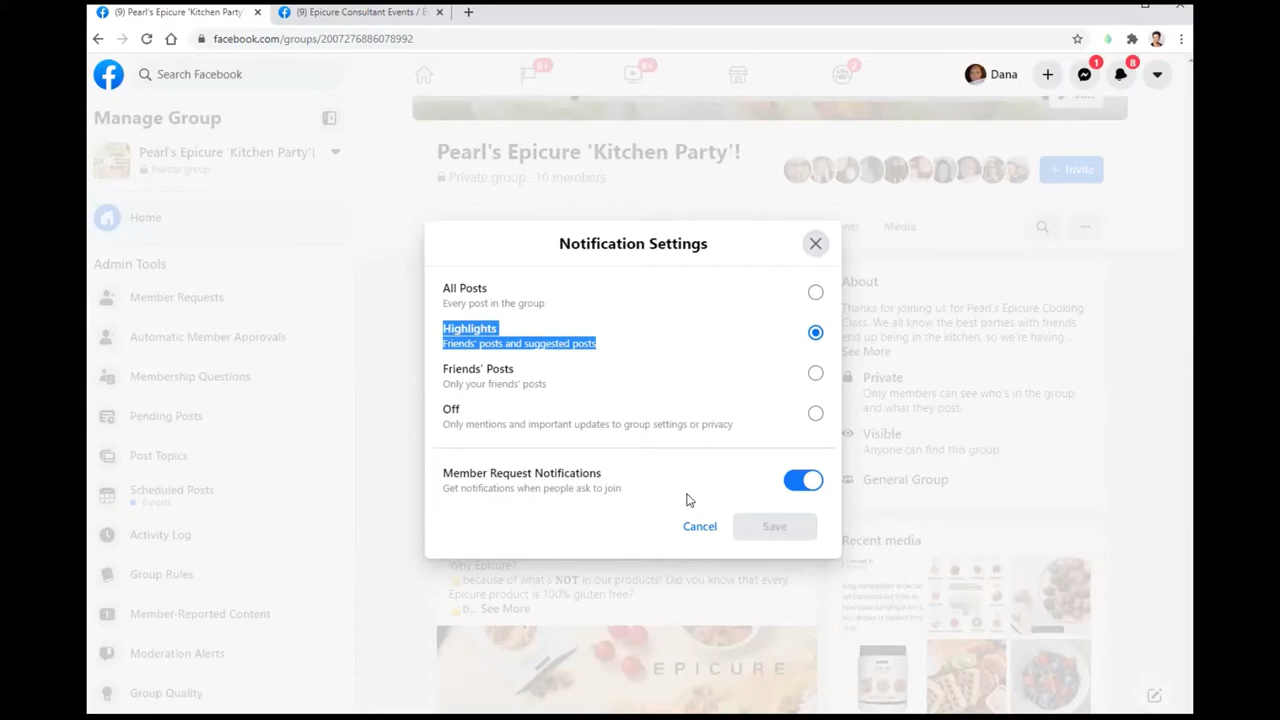 (9) Pearl's Epicure 'Kitchen Party'
(9) Epicure Consultant Events /
facebook.com/groups/2007276886078992
Search Facebook
9+
9+
2
Dana
1
8
Manage Group
Pearl's Epicure 'Kitchen Party'!
Private group
Home
Admin Tools
Member Requests
Automatic Member Approvals
Membership Questions
Pending Posts
Post Topics
Scheduled Posts
0 posts
Activity Log
Group Rules
Member-Reported Content
Moderation Alerts
Group Quality
Pearl's Epicure 'Kitchen Party'!
Private group · 10 members
+ Invite
Media
Notification Settings
All Posts
Every post in the group
Highlights
Friends' posts and suggested posts
Friends' Posts
Only your friends' posts
Off
Only mentions and important updates to group settings or privacy
Member Request Notifications
Get notifications when people ask to join
Cancel
Save
About
Thanks for joining us for Pearl's Epicure Cooking
Class. We all know the best parties with friends
end up being in the kitchen, so we're having ...
See More
Private
Only members can see who's in the group
and what they post.
Visible
Anyone can find this group.
General Group
Recent media
Why Epicure?
because of what's NOT in our products! Did you know that every
Epicure product is 100% gluten free?
b... See More
EPICURE